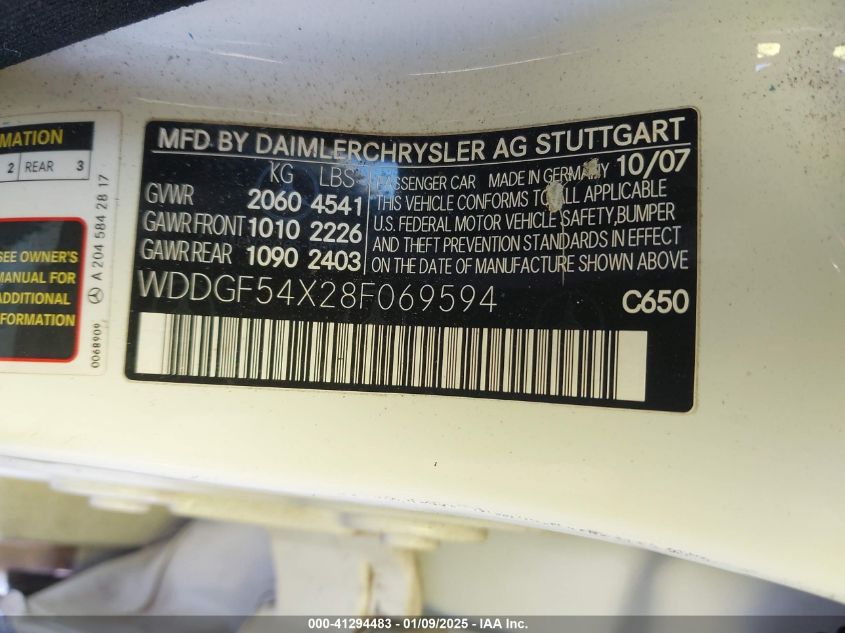 MATION
2 REAR 3
SEE OWNER'S
MANUAL FOR
ADDITIONAL
INFORMATION
0068909 A 204 584 28 17
MFD BY DAIMLERCHRYSLER AG STUTTGART
KG LBS PASSENGER CAR MADE IN GERMANY 10/07
GVWR 2060 4541 THIS VEHICLE CONFORMS TO ALL APPLICABLE
GAWR FRONT 1010 2226 U.S. FEDERAL MOTOR VEHICLE SAFETY,BUMPER
GAWR REAR 1090 2403 AND THEFT PREVENTION STANDARDS IN EFFECT
ON THE DATE OF MANUFACTURE SHOWN ABOVE
WDDGF54X28F069594 C650
000-41294483 - 01/09/2025 - IAA Inc.